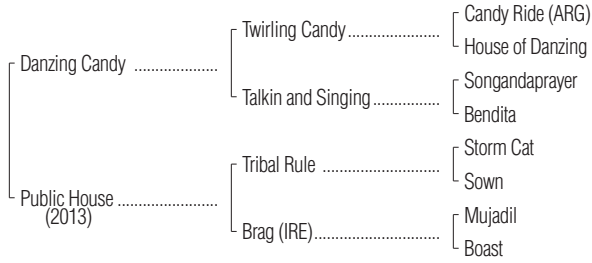 Candy Ride (ARG)
Twirling Candy
House of Danzing
Danzing Candy
Songandaprayer
Talkin and Singing
Bendita
Storm Cat
Tribal Rule
Sown
Public House
(2013)
Mujadil
Brag (IRE)
Boast